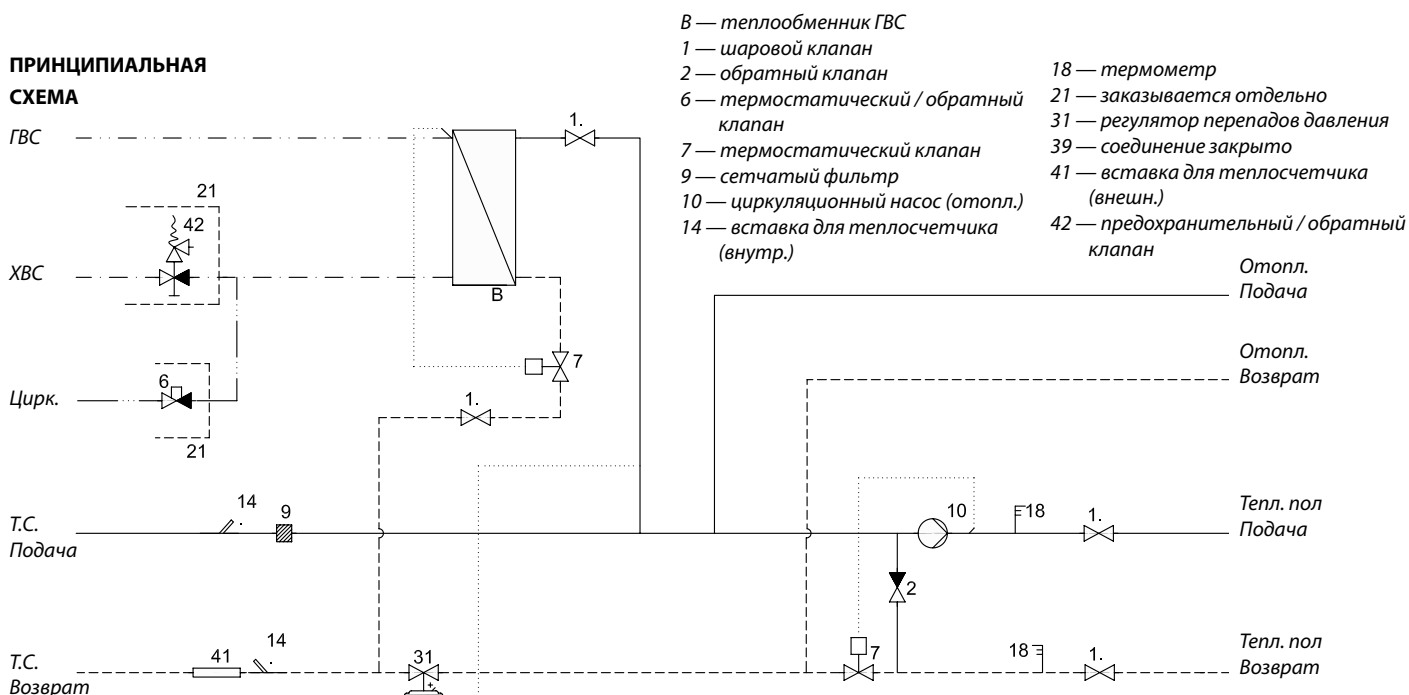 ПРИНЦИПИАЛЬНАЯ
СХЕМА
B — теплообменник ГВС
1 — шаровой клапан
2 — обратный клапан
6 — термостатический / обратный
клапан
7 — термостатический клапан
9 — сетчатый фильтр
10 — циркуляционный насос (отопл.)
14 — вставка для теплосчетчика
(внутр.)
18 — термометр
21 — заказывается отдельно
31 — регулятор перепадов давления
39 — соединение закрыто
41 — вставка для теплосчетчика
(внешн.)
42 — предохранительный / обратный
клапан
ГВС
1.
21
42
ХВС
B
Отопл.
Подача
7
Отопл.
Возврат
6
Цирк.
1.
21
14
9
10
18
1.
Т.С.
Подача
Тепл. пол
Подача
2
41
14
31
7
18
1.
Т.С.
Возврат
Тепл. пол
Возврат
+